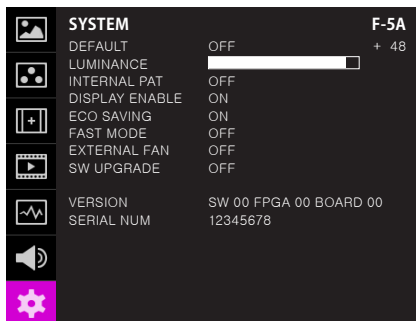 SYSTEM F-5A
DEFAULT OFF + 48
LUMINANCE
INTERNAL PAT OFF
DISPLAY ENABLE ON
ECO SAVING ON
FAST MODE OFF
EXTERNAL FAN OFF
SW UPGRADE OFF
VERSION SW 00 FPGA 00 BOARD 00
SERIAL NUM 12345678